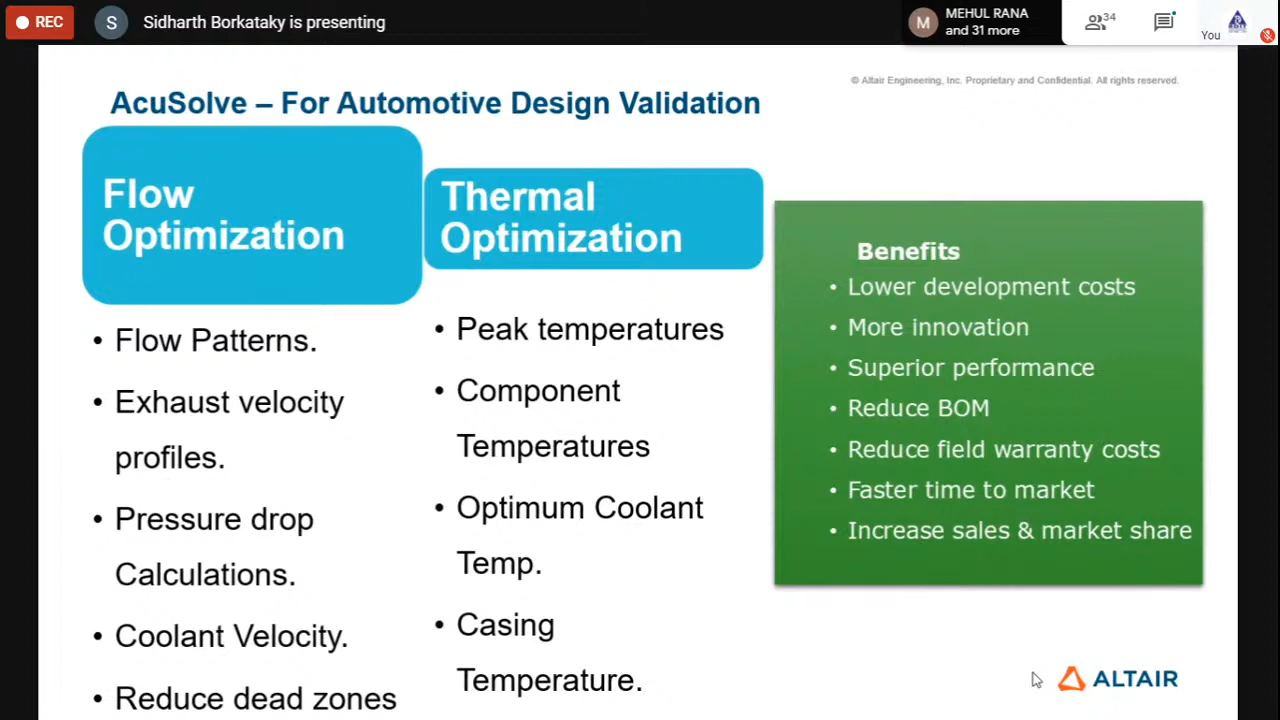 REC
S
Sidharth Borkataky is presenting
M
MEHUL RANA
and 31 more
34
You
© Altair Engineering, Inc. Proprietary and Confidential. All rights reserved.
AcuSolve – For Automotive Design Validation
Flow
Optimization
• Flow Patterns.
• Exhaust velocity
profiles.
• Pressure drop
Calculations.
• Coolant Velocity.
• Reduce dead zones
Thermal
Optimization
• Peak temperatures
• Component
Temperatures
• Optimum Coolant
Temp.
• Casing
Temperature.
Benefits
• Lower development costs
• More innovation
• Superior performance
• Reduce BOM
• Reduce field warranty costs
• Faster time to market
• Increase sales & market share
ALTAIR